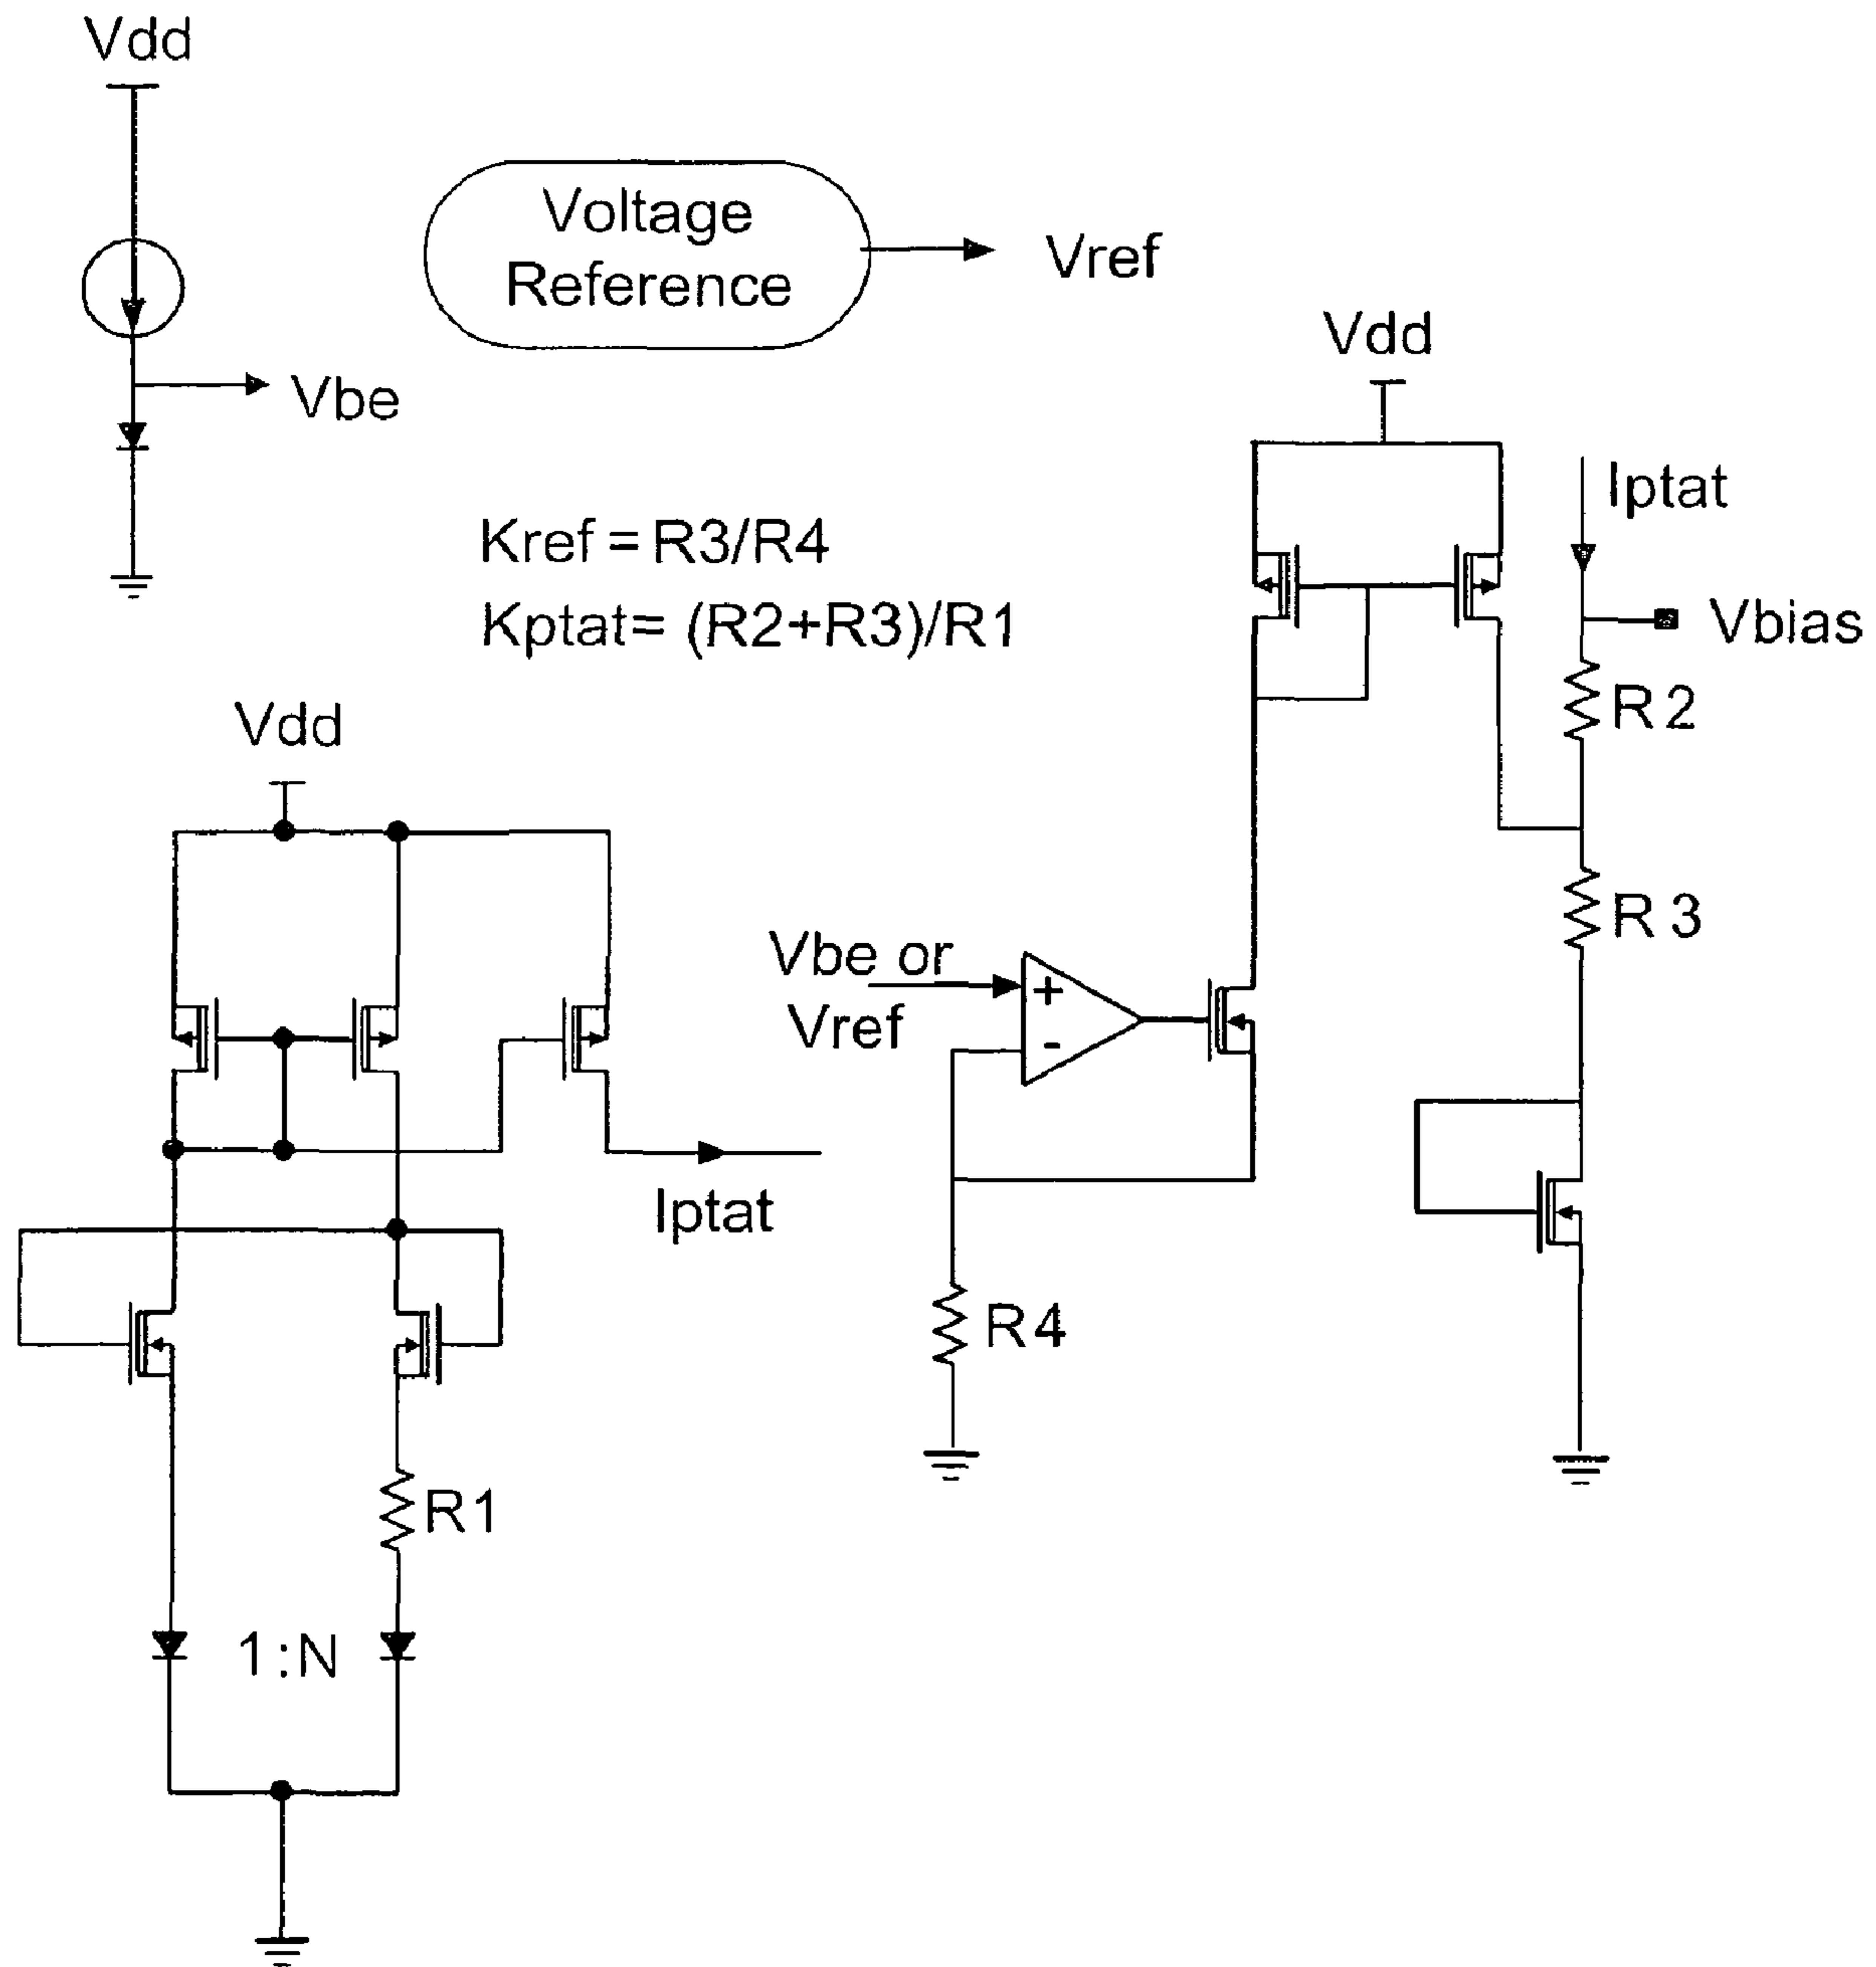 Vdd
Voltage
Reference
Vref
Vbe
Vdd
Iptat
Kref = R3/R4
Kptat= (R2+R3)/R1
Vbias
R2
Vdd
R3
Vbe or
Vref
+
-
Iptat
R4
R1
1:N